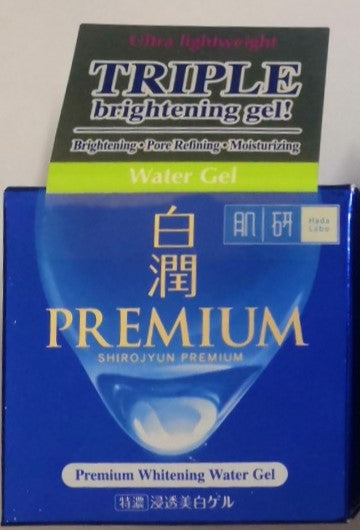 Ultra lightweight
TRIPLE
brightening gel!
Brightening • Pore Refining • Moisturizing
Water Gel
肌研 Hada Labo
白潤
PREMIUM
SHIROJYUN PREMIUM
Premium Whitening Water Gel
特濃 浸透美白ゲル